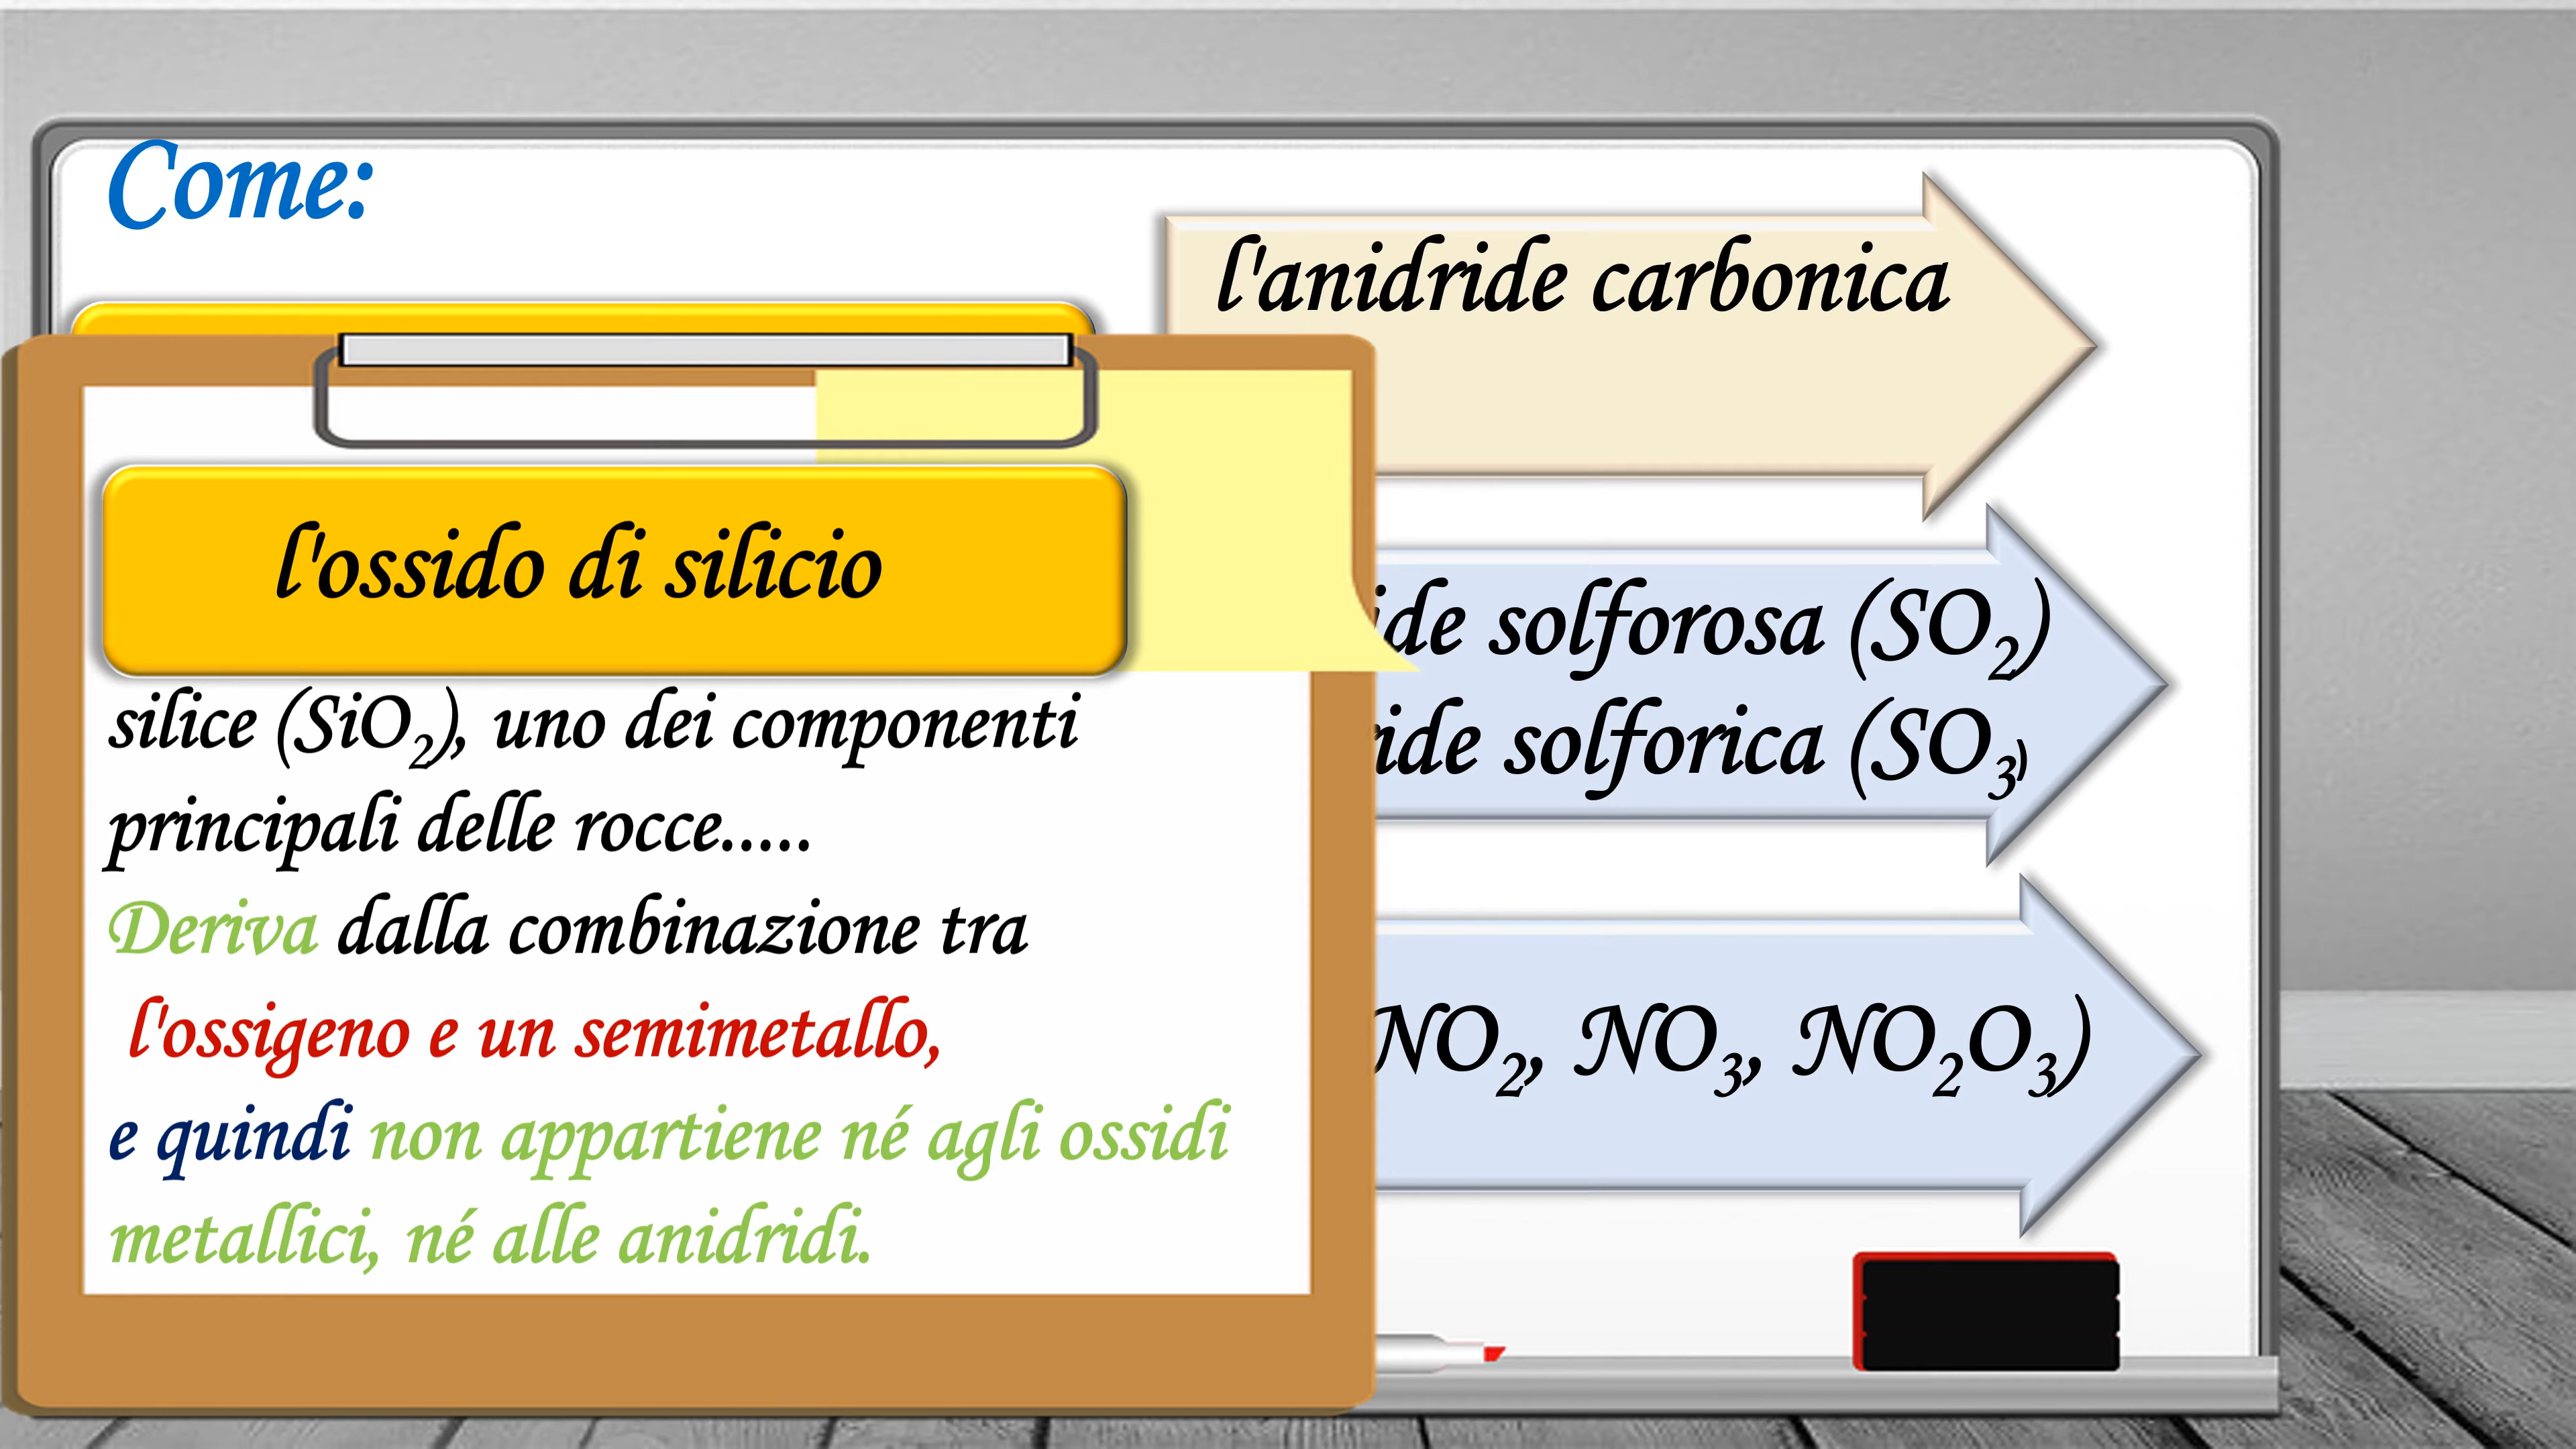 Come:
l'anidride carbonica
l'ossido di silicio
silice (SiO₂), uno dei componenti
principali delle rocce.....
Deriva dalla combinazione tra
l'ossigeno e un semimetallo,
e quindi non appartiene né agli ossidi
metallici, né alle anidridi.
ide solforosa (SO₂)
ride solforica (SO₃)
NO₂, NO₃, NO₂O₃)